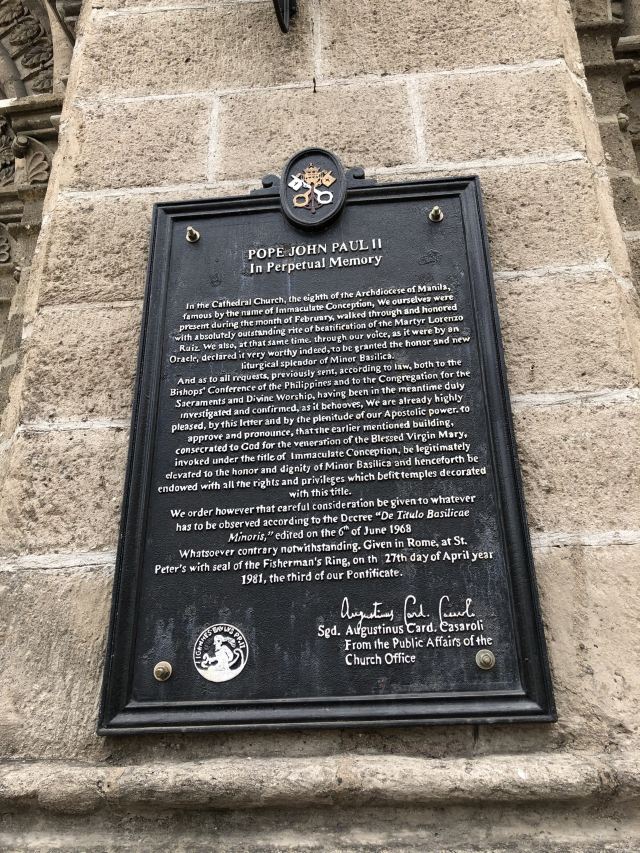 POPE JOHN PAUL II
In Perpetual Memory
In the Cathedral Church, the eighth of the Archdiocese of Manila,
famous by the name of Immaculate Conception, We ourselves were
present during the month of February, walked through and honored
with absolutely outstanding rite of beatification of the Martyr Lorenzo
Ruiz. We also, at that same time. through our voice, as it were by an
Oracle, declared it very worthy indeed, to be granted the honor and new
liturgical splendor of Minor Basilica.
And as to all requests, previously sent, according to law, both to the
Bishops' Conference of the Philippines and to the Congregation for the
Sacraments and Divine Worship, having been in the meantime duly
investigated and confirmed, as it behooves, We are already highly
pleased, by this letter and by the plenitude of our Apostolic power. to
approve and pronounce, that the earlier mentioned building,
consecrated to God for the veneration of the Blessed Virgin Mary,
invoked under the title of Immaculate Conception, be legitimately
elevated to the honor and dignity of Minor Basilica and henceforth be
endowed with all the rights and privileges which befit temples decorated
with this title.
We order however that careful consideration be given to whatever
has to be observed according to the Decree "De Titulo Basilicae
Minoris," edited on the 6th of June 1968
Whatsoever contrary notwithstanding. Given in Rome, at St.
Peter's with seal of the Fisherman's Ring, on th 27th day of April year
1981, the third of our Pontificate.
Augustinus Card. Casaroli
Sgd. Augustinus Card. Casaroli
From the Public Affairs of the
Church Office